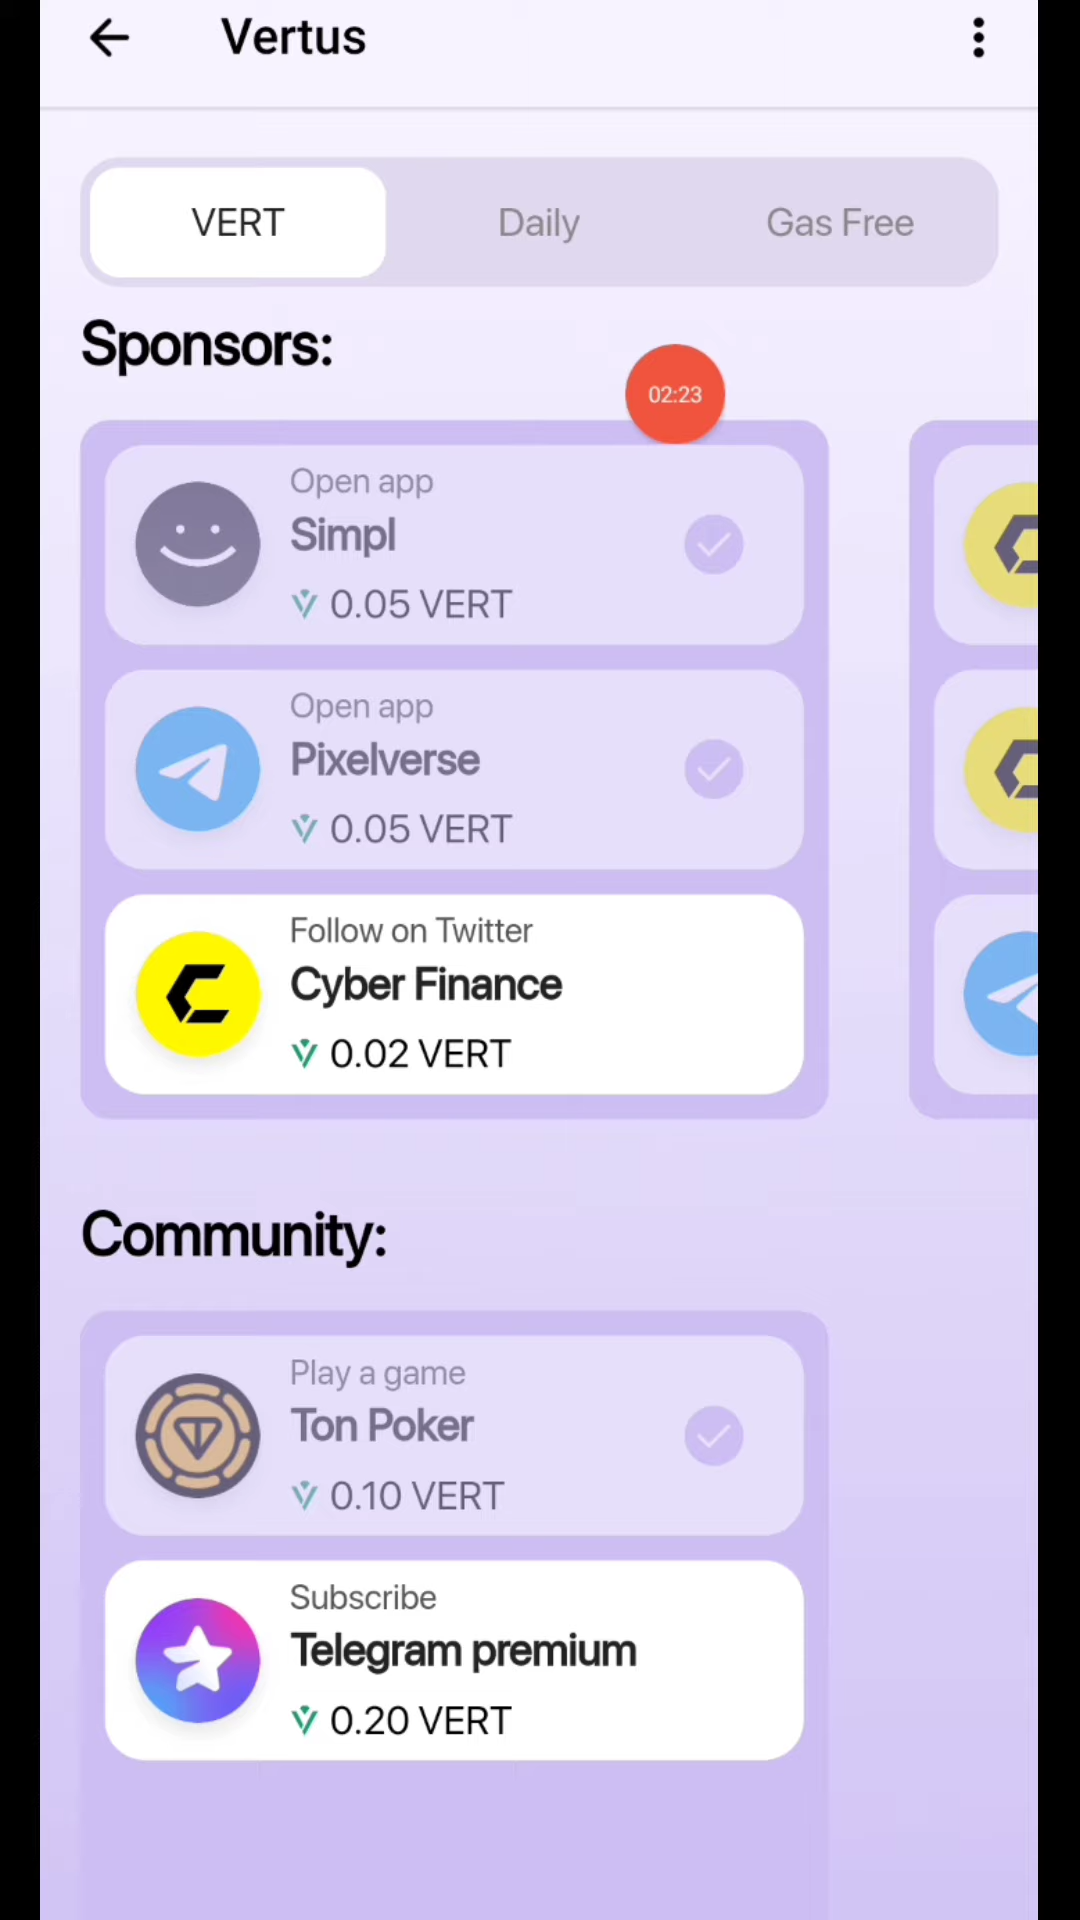 Vertus
VERT
Daily
Gas Free
Sponsors:
02:23
Open app
Simpl
0.05 VERT
Open app
Pixelverse
0.05 VERT
Follow on Twitter
Cyber Finance
0.02 VERT
Community:
Play a game
Ton Poker
0.10 VERT
Subscribe
Telegram premium
0.20 VERT